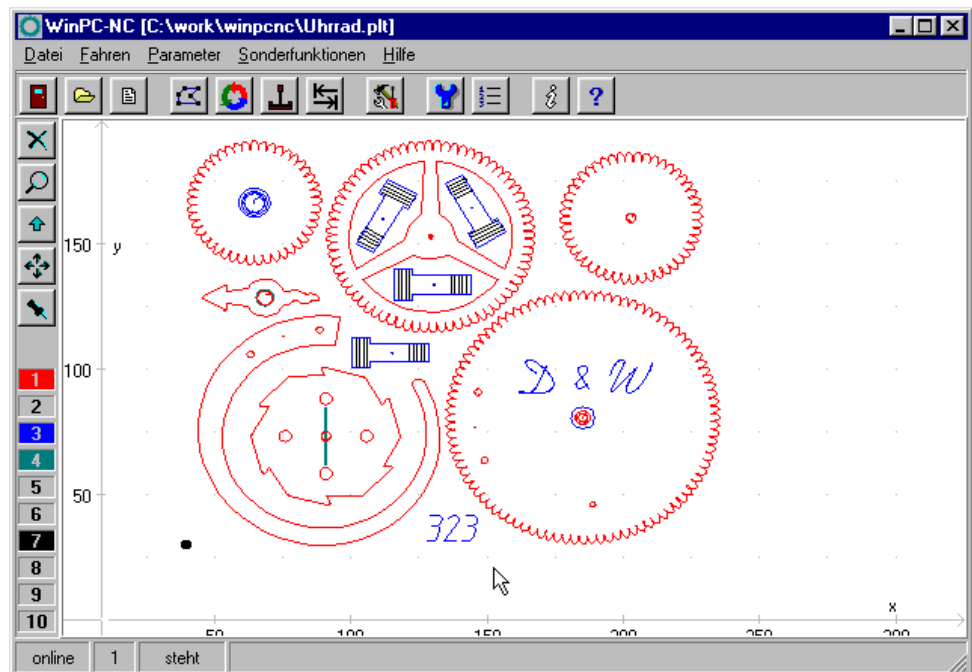 WinPC-NC [C:\work\winpcnc\Uhrrad.plt]
Datei Fahren Parameter Sonderfunktionen Hilfe
150 y
1 100 D & W
2
3
4
5 50
6 323
7
8
9 x
10 50 100 150 200 250 300
online 1 steht